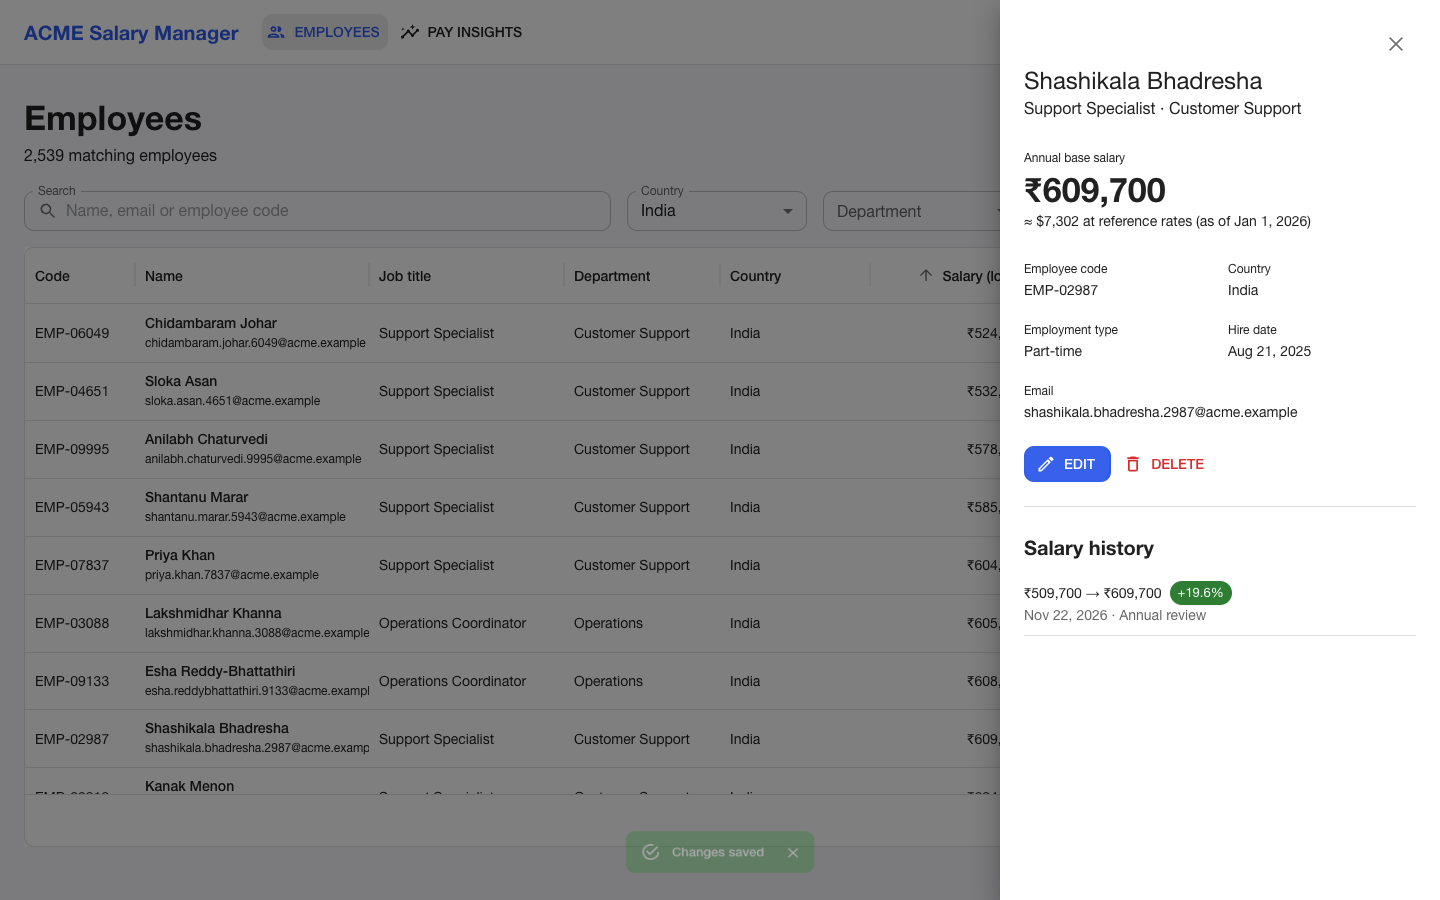 ACME Salary Manager
EMPLOYEES
PAY INSIGHTS
Employees
2,539 matching employees
Search
Name, email or employee code
Country
India
Department
Code Name Job title Department Country Salary (lo
EMP-06049 Chidambaram Johar Support Specialist Customer Support India ₹524,
chidambaram.johar.6049@acme.example
EMP-04651 Sloka Asan Support Specialist Customer Support India ₹532,
sloka.asan.4651@acme.example
EMP-09995 Anilabh Chaturvedi Support Specialist Customer Support India ₹578,
anilabh.chaturvedi.9995@acme.example
EMP-05943 Shantanu Marar Support Specialist Customer Support India ₹585,
shantanu.marar.5943@acme.example
EMP-07837 Priya Khan Support Specialist Customer Support India ₹604,
priya.khan.7837@acme.example
EMP-03088 Lakshmidhar Khanna Operations Coordinator Operations India ₹605,
lakshmidhar.khanna.3088@acme.example
EMP-09133 Esha Reddy-Bhattathiri Operations Coordinator Operations India ₹608,
esha.reddybhattathiri.9133@acme.exampl
EMP-02987 Shashikala Bhadresha Support Specialist Customer Support India ₹609,
shashikala.bhadresha.2987@acme.examp
Kanak Menon
Changes saved
Shashikala Bhadresha
Support Specialist · Customer Support
Annual base salary
₹609,700
≈ $7,302 at reference rates (as of Jan 1, 2026)
Employee code Country
EMP-02987 India
Employment type Hire date
Part-time Aug 21, 2025
Email
shashikala.bhadresha.2987@acme.example
EDIT DELETE
Salary history
₹509,700 → ₹609,700 +19.6%
Nov 22, 2026 · Annual review